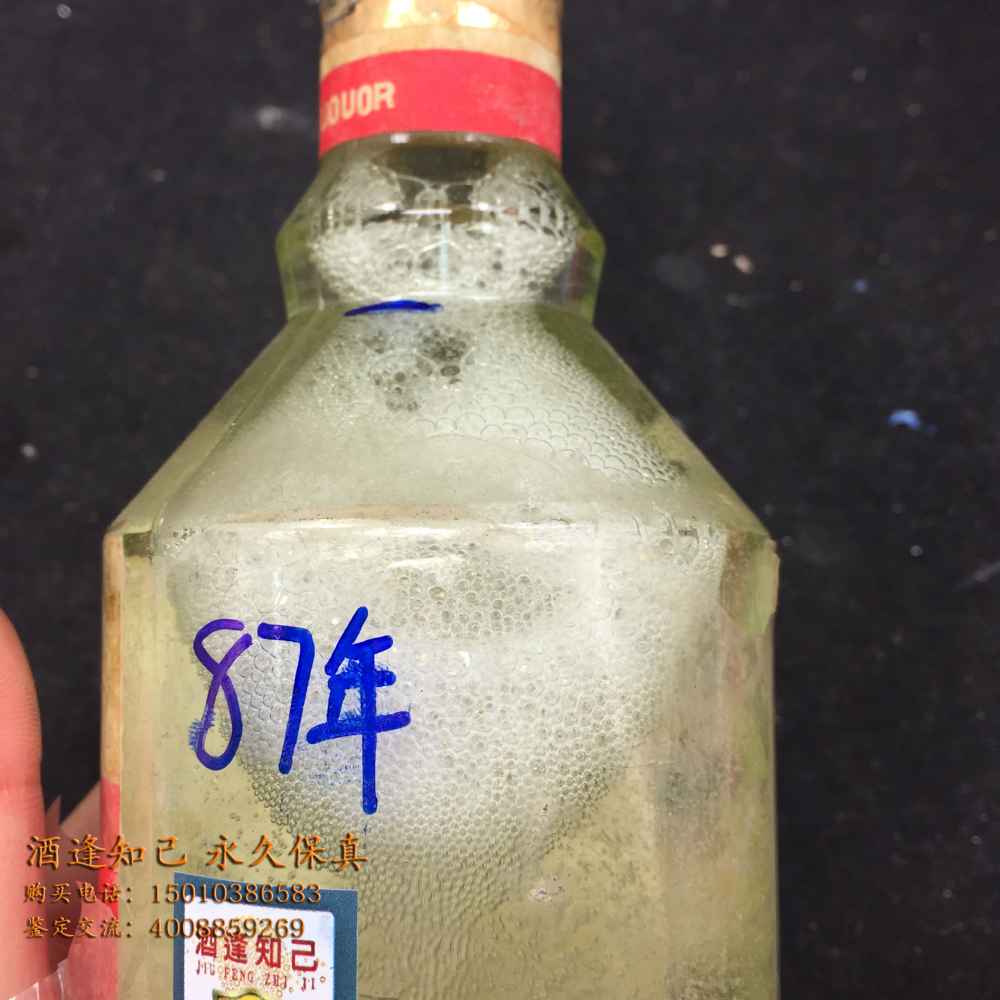 QUOR
87年
酒逢知己 永久保真
购买电话：15010386583
鉴定交流：4008859269
酒逢知己
JIU FENG ZHI JI